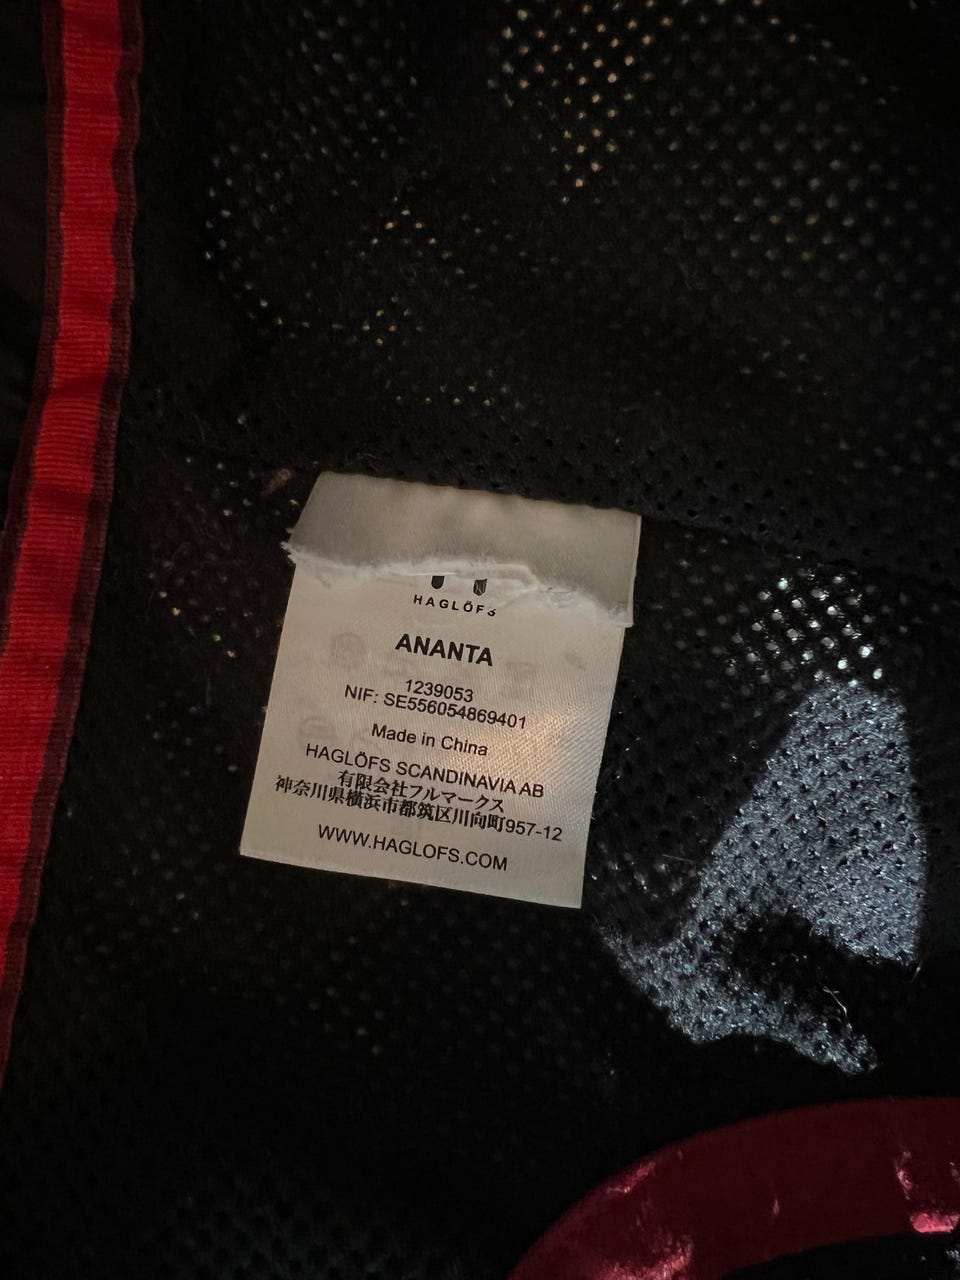 HAGLÖFS
ANANTA
1239053
NIF: SE556054869401
Made in China
HAGLÖFS SCANDINAVIA AB
有限会社フルマークス
神奈川県横浜市都筑区川向町957-12
WWW.HAGLOFS.COM